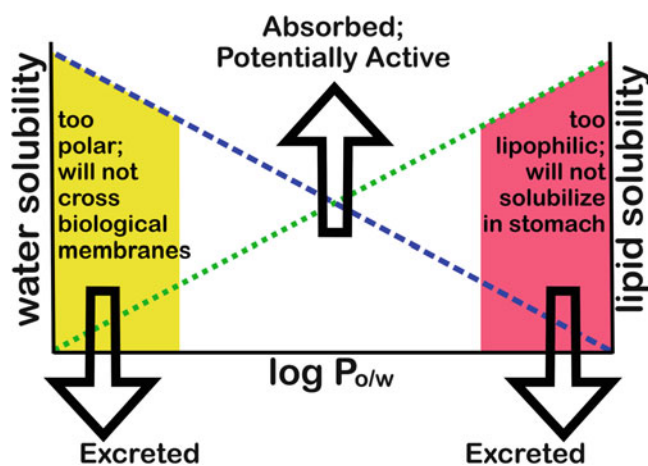 Absorbed;
Potentially Active
water solubility
too
polar;
will not
cross
biological
membranes
too
lipophilic;
will not
solubilize
in stomach
lipid solubility
log Po/w
Excreted
Excreted